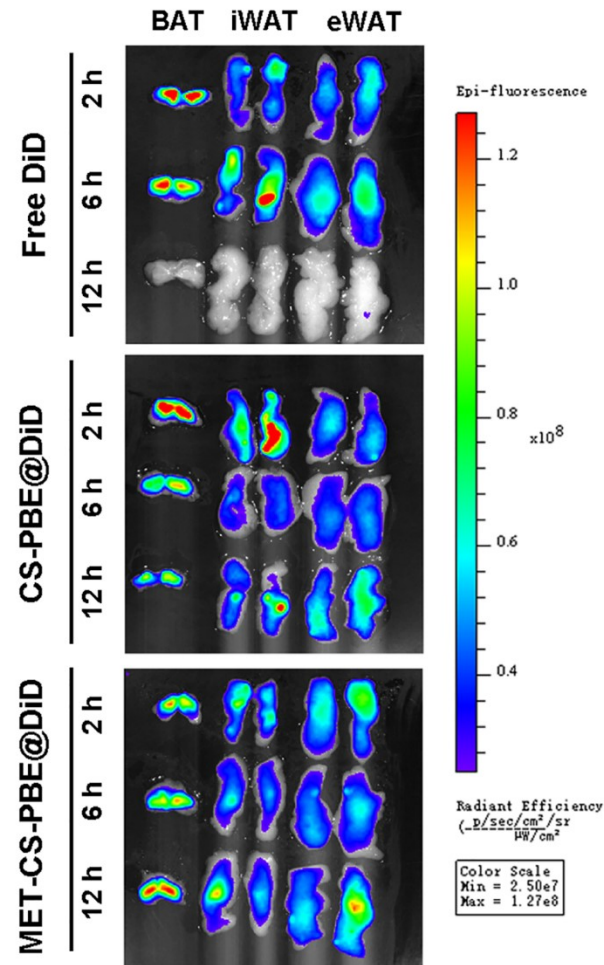 BAT iWAT eWAT
Free DiD
2 h
6 h
12 h
CS-PBE@DiD
2 h
6 h
12 h
MET-CS-PBE@DiD
2 h
6 h
12 h
Epi-fluorescence
1.2
1.0
0.8
x10⁸
0.6
0.4
Radiant Efficiency
(p/sec/cm²/sr
µW/cm²
Color Scale
Min = 2.50e7
Max = 1.27e8